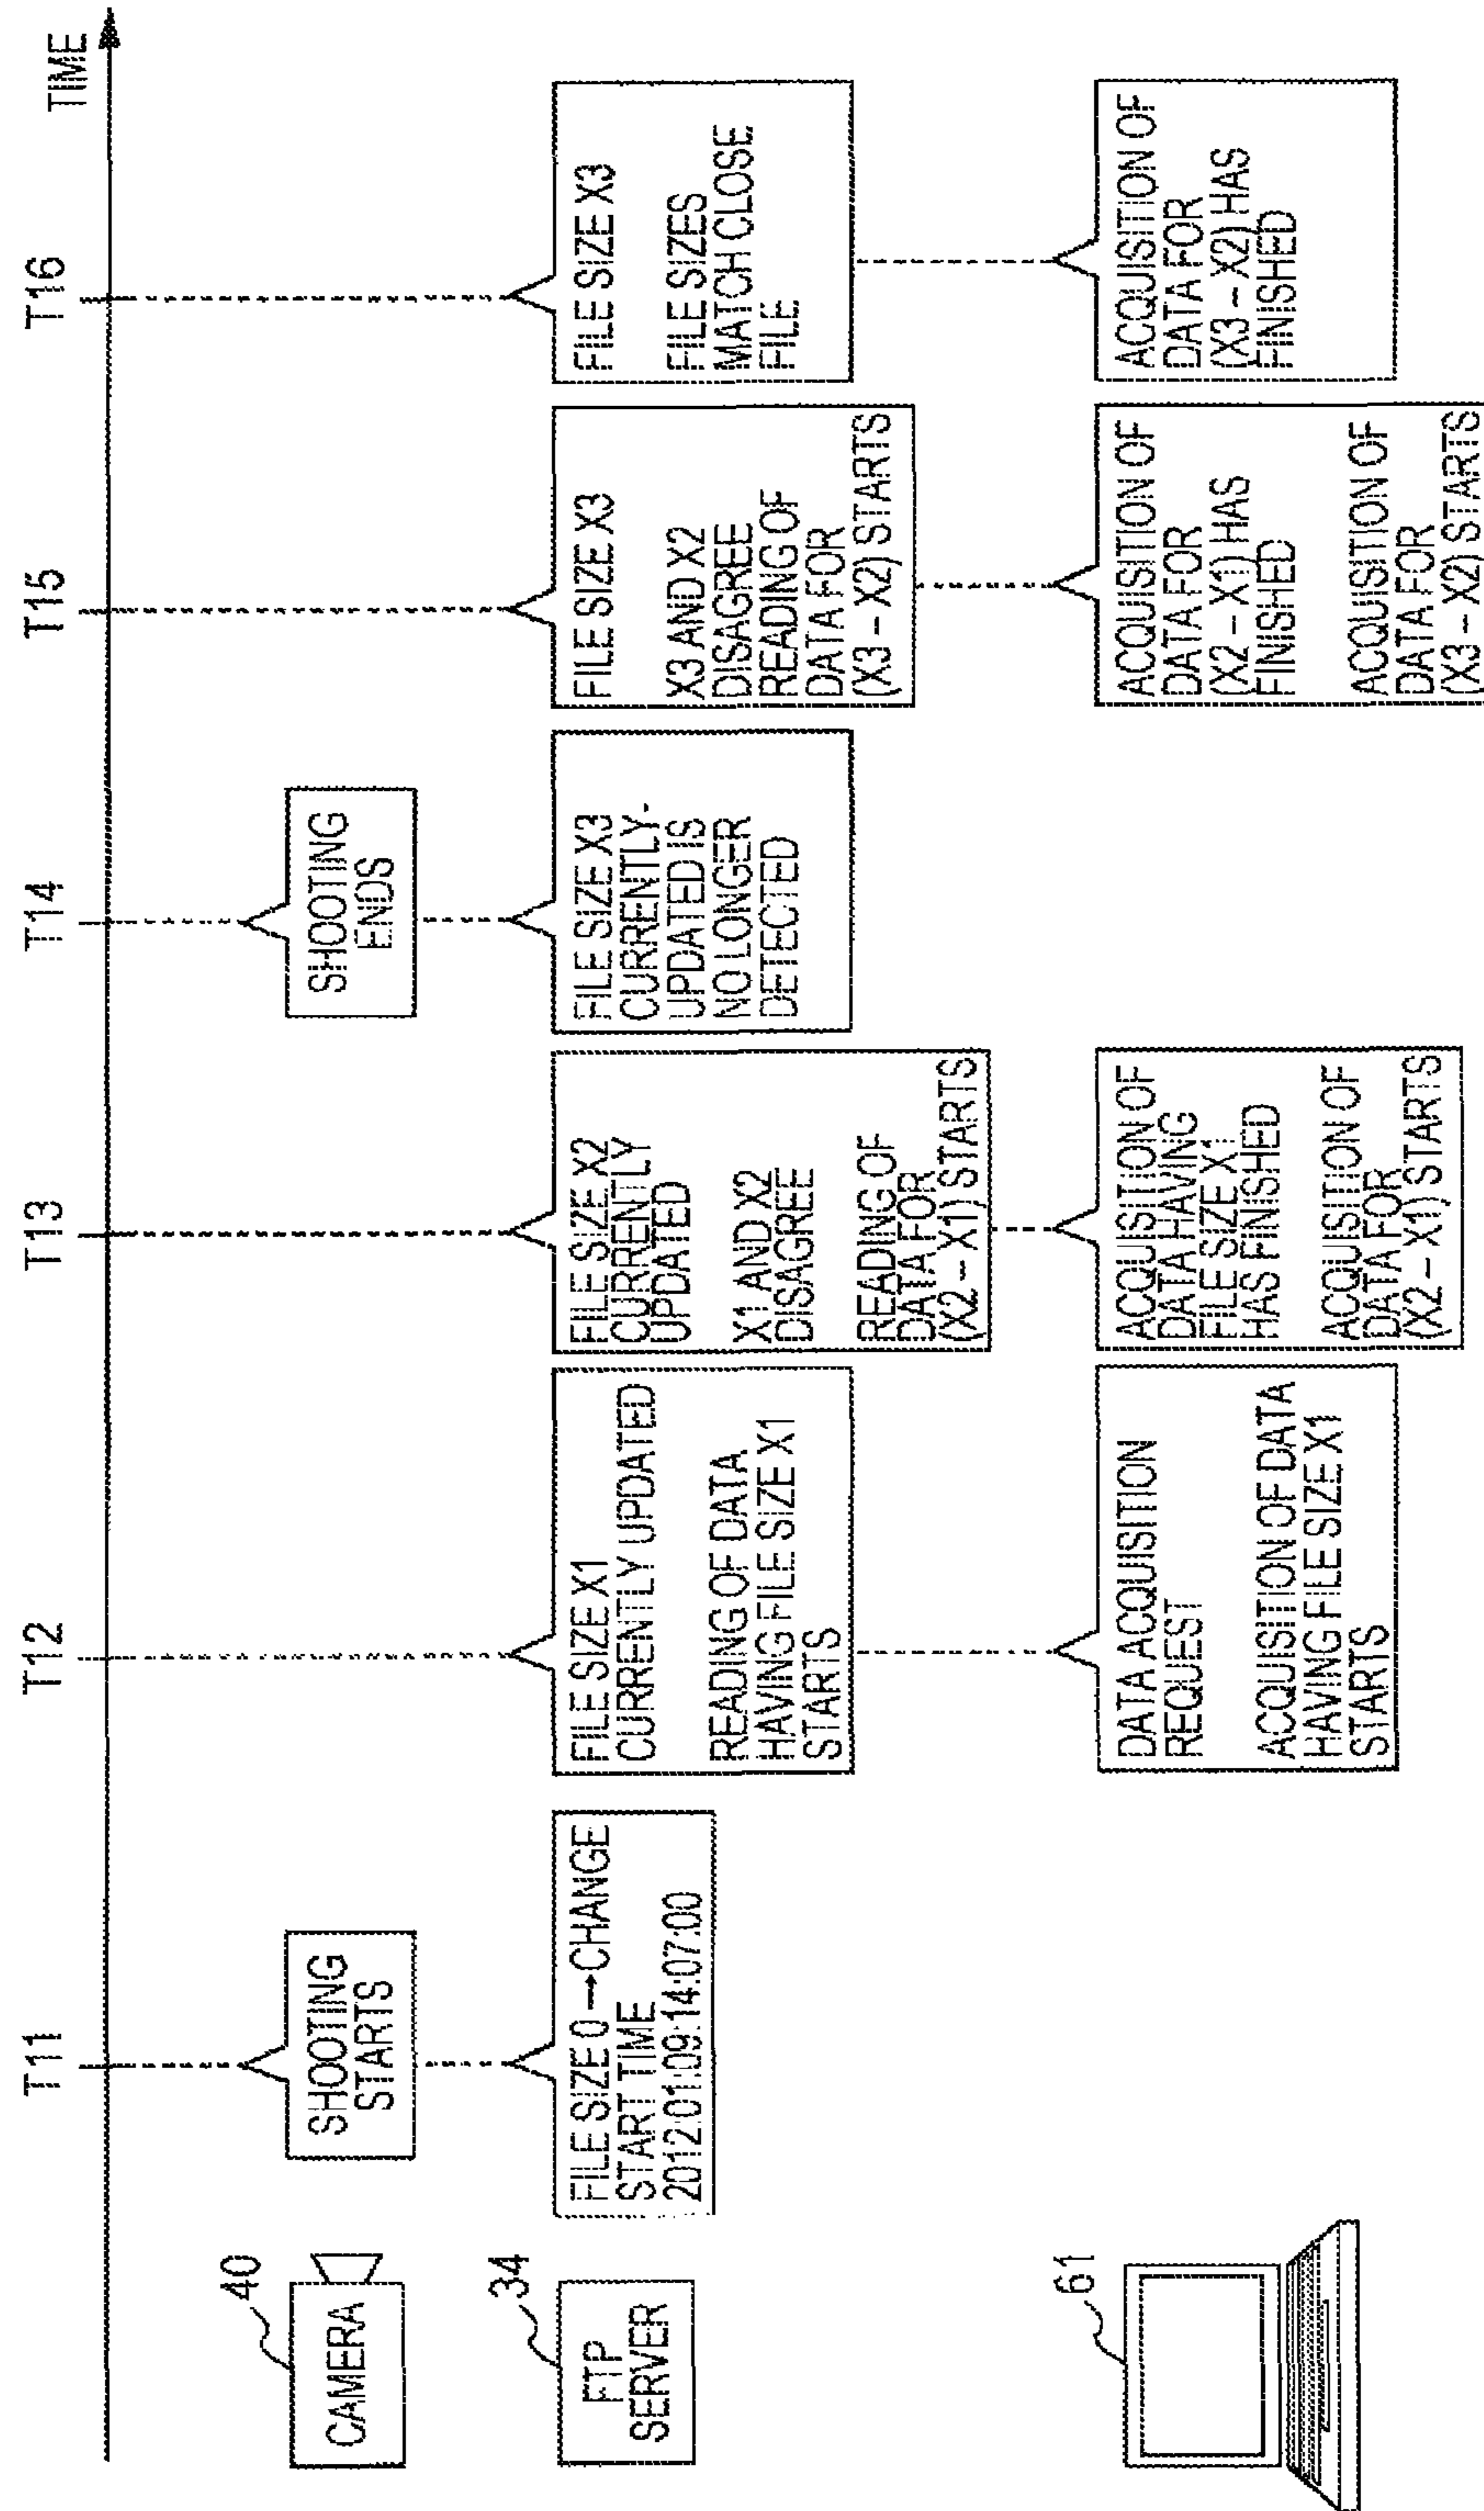 T11
T12
T13
T14
T15
T16
TIME
40
CAMERA
SHOOTING
STARTS
SHOOTING
ENDS
34
FTP
SERVER
FILE SIZE 0→CHANGE
START TIME
2012:01:09:14:07:00
FILE SIZE X1
CURRENTLY UPDATED
READING OF DATA
HAVING FILE SIZE X1
STARTS
FILE SIZE X2
CURRENTLY
UPDATED
X1 AND X2
DISAGREE
READING OF
DATA FOR
(X2 – X1) STARTS
FILE SIZE X3
CURRENTLY-
UPDATED IS
NO LONGER
DETECTED
FILE SIZE X3
X3 AND X2
DISAGREE
READING OF
DATA FOR
(X3 – X2) STARTS
FILE SIZE X3
FILE SIZES
MATCH CLOSE
FILE
61
DATA ACQUISITION
REQUEST
ACQUISITION OF DATA
HAVING FILE SIZE X1
STARTS
ACQUISITION OF
DATA HAVING
FILE SIZE X1
HAS FINISHED
ACQUISITION OF
DATA FOR
(X2 – X1) STARTS
ACQUISITION OF
DATA FOR
(X2 – X1) HAS
FINISHED
ACQUISITION OF
DATA FOR
(X3 – X2) STARTS
ACQUISITION OF
DATA FOR
(X3 – X2) HAS
FINISHED